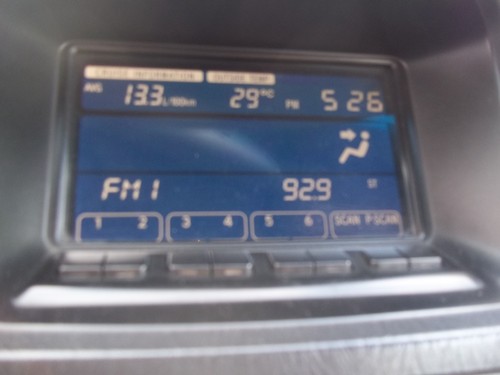 CRUISE INFORMATION OUTSIDE TEMP
AVG 13.3 L/100km 29°C PM 5 26
FM1 92.9 ST
1 2 3 4 5 6 SCAN P·SCAN